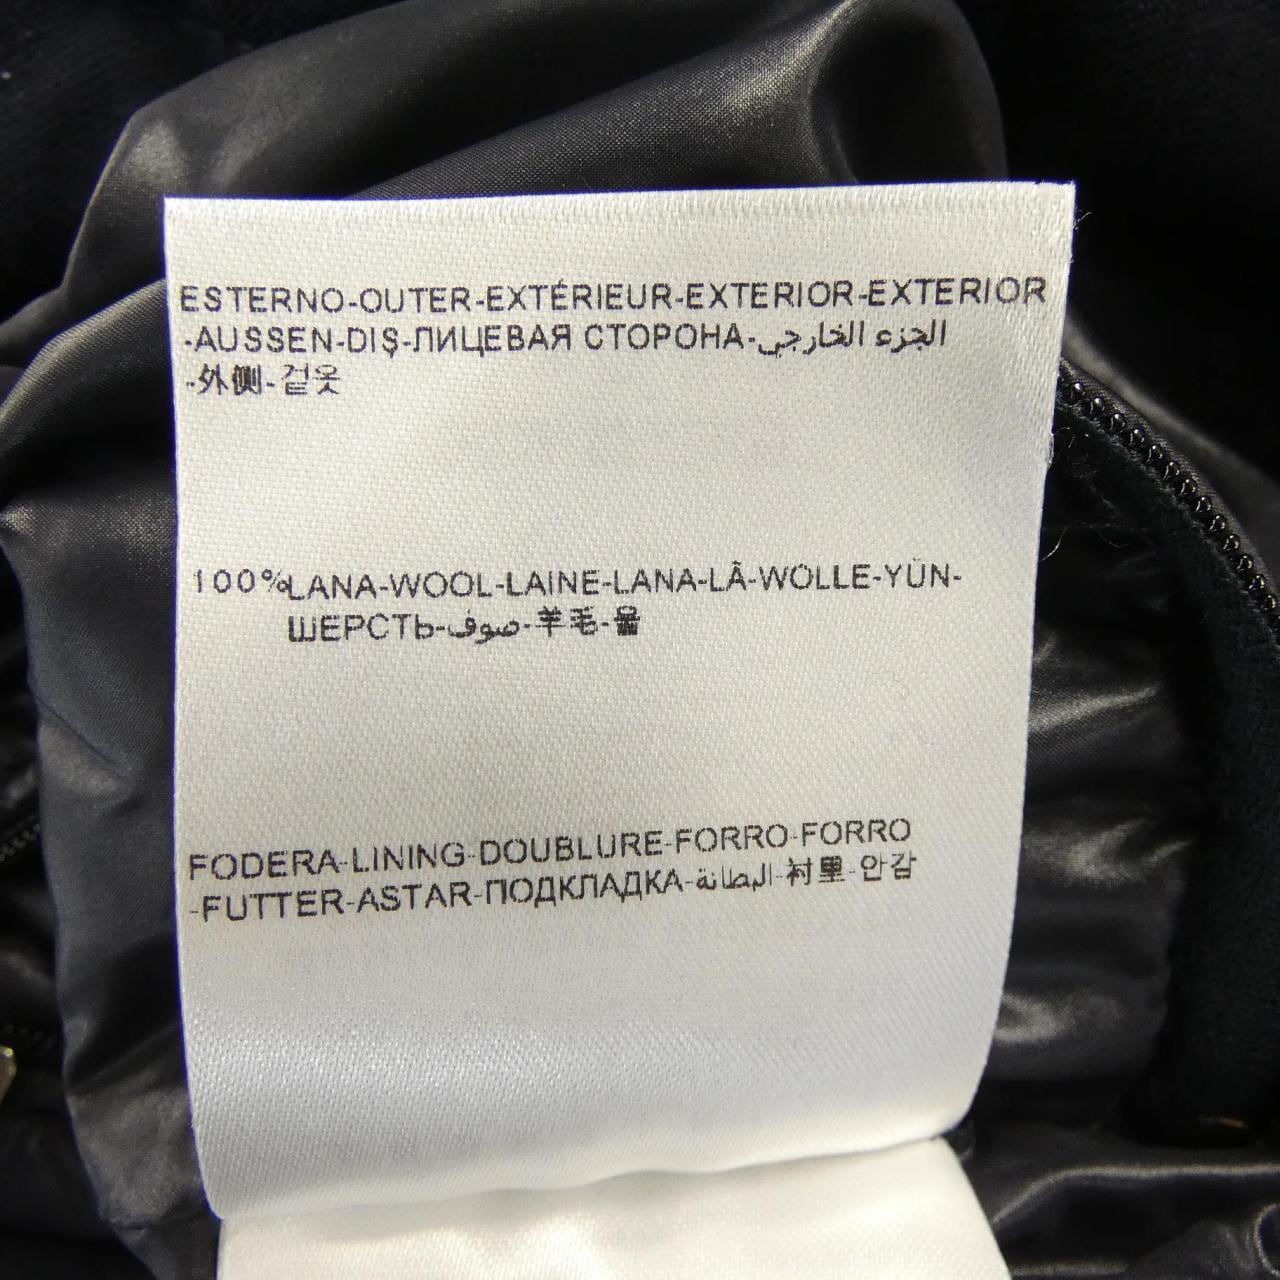 ESTERNO-OUTER-EXTÉRIEUR-EXTERIOR-EXTERIOR
-AUSSEN-DIŞ-ЛИЦЕВАЯ СТОРОНА-الجزء الخارجي
-外侧-겉옷
100%LANA-WOOL-LAINE-LANA-LÃ-WOLLE-YÜN-
ШЕРСТЬ-صوف-羊毛-울
FODERA-LINING-DOUBLURE-FORRO-FORRO
-FUTTER-ASTAR-ПОДКЛАДКА-البطانة-衬里-안감